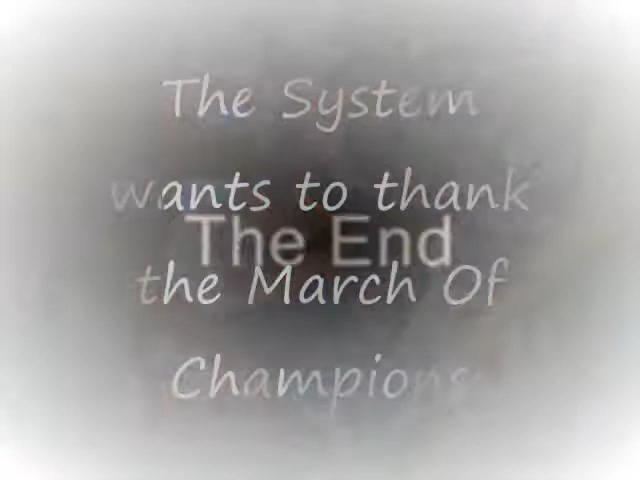 The System
wants to thank
The End
the March Of
Champions